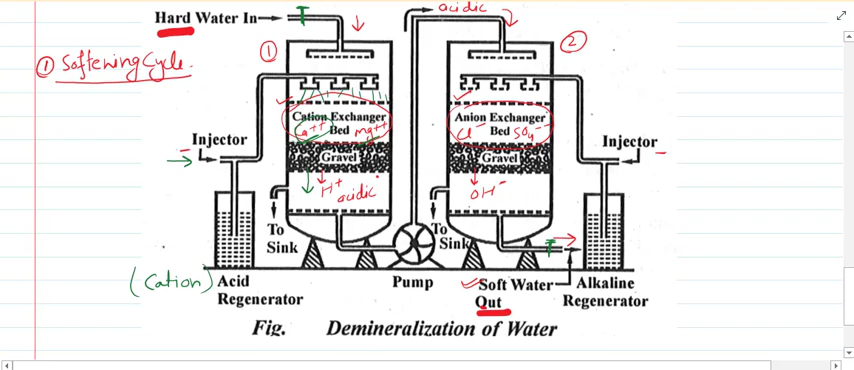 Hard Water In
acidic
① Softening Cycle.
①
②
Cation Exchanger
Bed
Ca++
Mg++
Anion Exchanger
Bed
Cl-
SO4--
Injector
Injector
Gravel
Gravel
H+
acidic
OH-
To
Sink
To
Sink
(Cation)
Acid
Regenerator
Pump
Soft Water
Out
Alkaline
Regenerator
Fig. Demineralization of Water